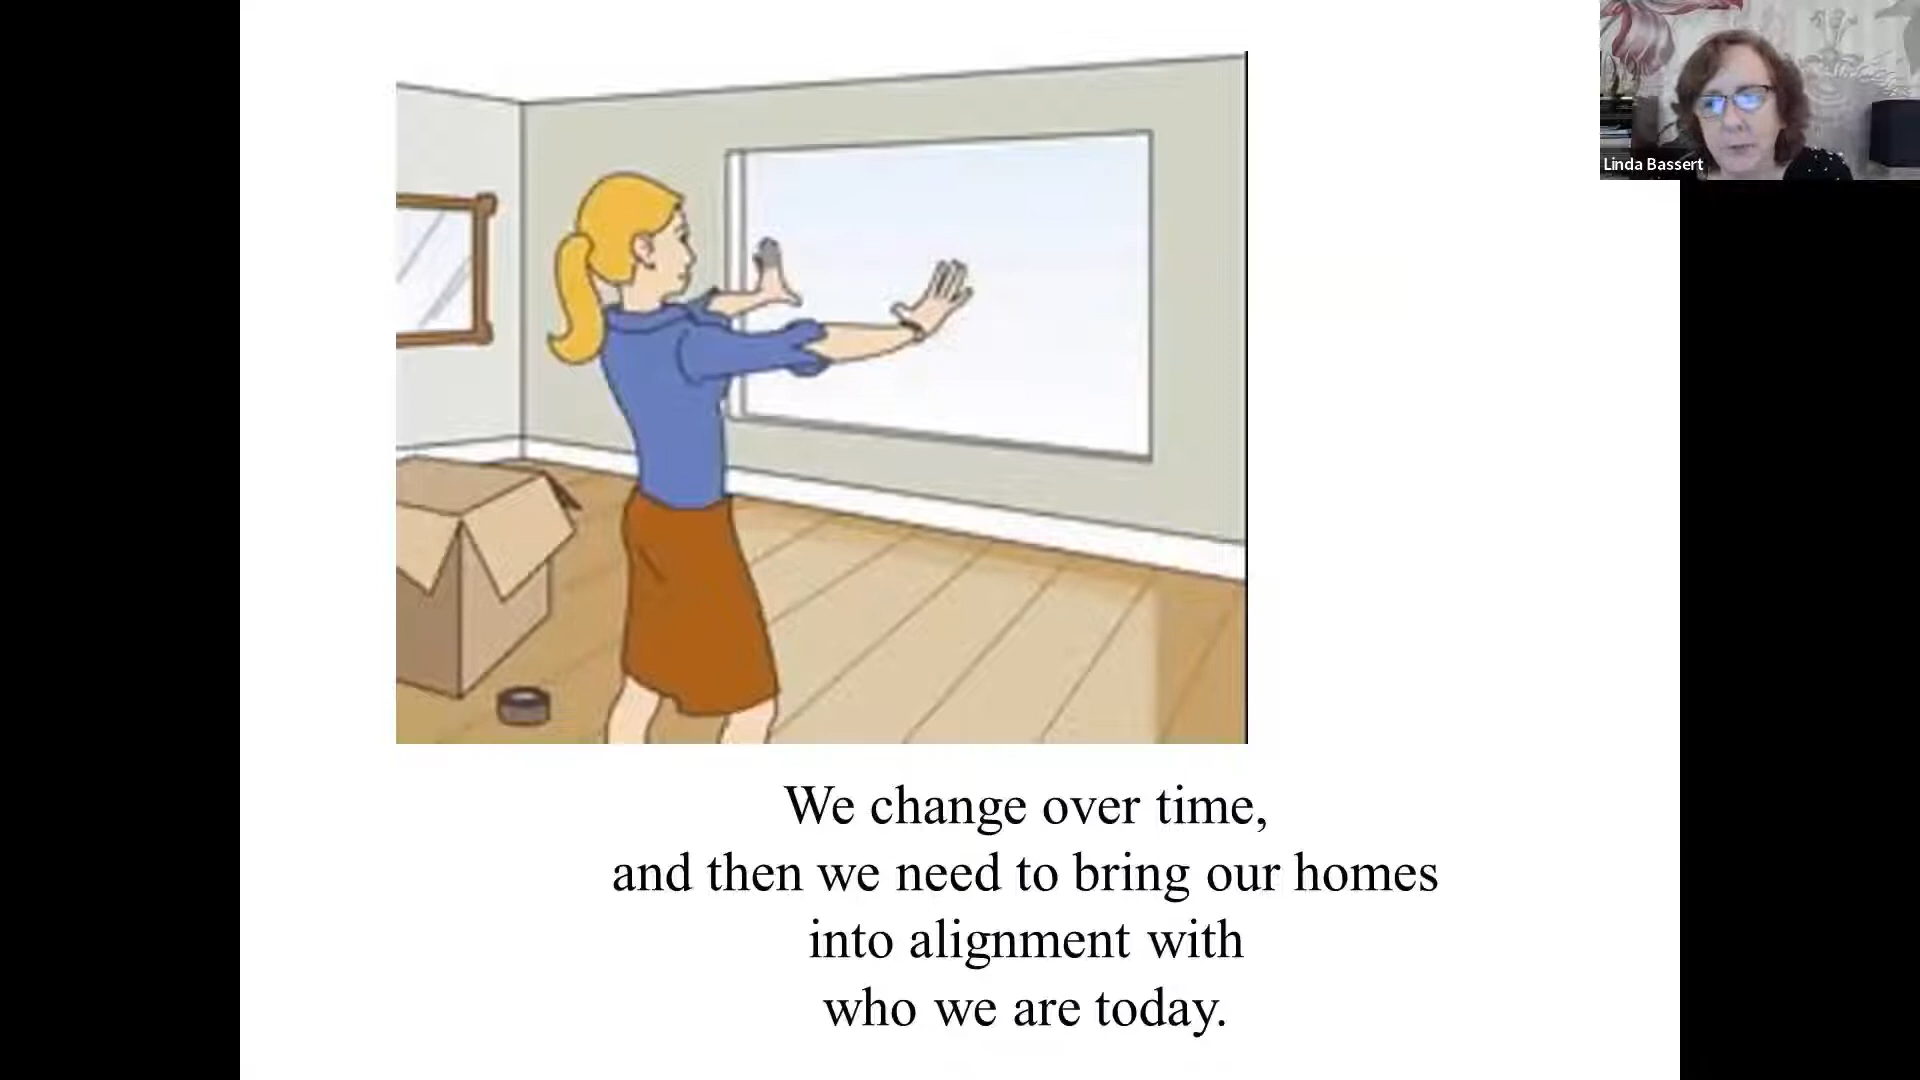 Linda Bassert
We change over time,
and then we need to bring our homes
into alignment with
who we are today.